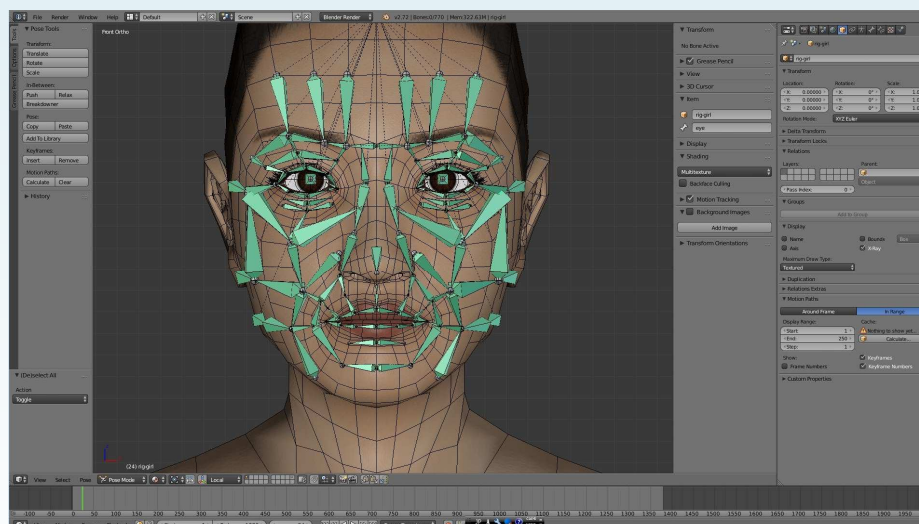 File Render Window Help Default Scene Blender Render v2.72 | Bones:0/770 | Mem:322.63M | rig-girl
Front Ortho
Tools
Options
Grease Pencil
Pose Tools
Transform:
Translate
Rotate
Scale
In-Between:
Push Relax
Breakdowner
Pose:
Copy Paste
Add To Library
Keyframes:
Insert Remove
Motion Paths:
Calculate Clear
History
(De)select All
Action
Toggle
(24) rig-girl
Transform
No Bone Active
Grease Pencil
View
3D Cursor
Item
rig-girl
eye
Display
Shading
Multitexture
Backface Culling
Motion Tracking
Background Images
Add Image
Transform Orientations
rig-girl
rig-girl
Transform
Location: Rotation: Scale:
X: 0.00000 X: 0° X:
Y: 0.00000 Y: 0° Y:
Z: 0.00000 Z: 0° Z:
Rotation Mode: XYZ Euler
Delta Transform
Transform Locks
Relations
Layers: Parent:
Object
Pass Index: 0
Groups
Add to Group
Display
Name Bounds Box
Axis X-Ray
Maximum Draw Type:
Textured
Duplication
Relations Extras
Motion Paths
Around Frame In Range
Display Range: Cache:
Start: 1 Nothing to show yet...
End: 250 Calculate...
Step: 1
Show: Keyframes
Frame Numbers Keyframe Numbers
Custom Properties
View Select Pose Pose Mode Local
-100 -50 0 50 100 150 200 250 300 350 400 450 500 550 600 650 700 750 800 850 900 950 1000 1050 1100 1150 1200 1250 1300 1350 1400 1450 1500 1550 1600 1650 1700 1750 1800 1850 1900 1950